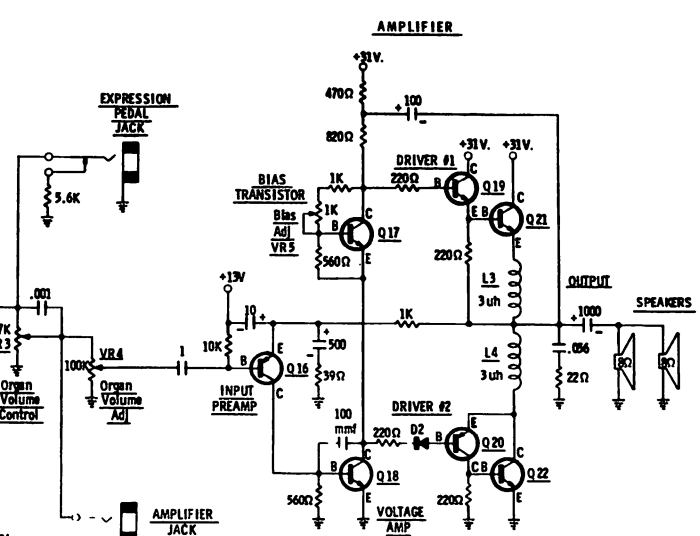 AMPLIFIER
+31V.
470Ω
+ 100 -
820Ω
EXPRESSION
PEDAL
JACK
5.6K
BIAS
TRANSISTOR
1K
Bias
Adj
VR5
1K
560Ω
B
C
E
Q17
DRIVER #1
220Ω
+31V. +31V.
B
C
E
Q19
B
C
E
Q21
220Ω
L3
3uh
OUTPUT
+ 1000 -
SPEAKERS
8Ω
8Ω
.001
+13V
- 10 +
1K
7K
R3
Organ
Volume
Control
VR4
100K
Organ
Volume
Adj
1
10K
B
E
C
Q16
INPUT
PREAMP
+
-
500
39Ω
L4
3uh
.056
22Ω
100
mmf
DRIVER #2
220Ω
D2
B
E
C
Q20
B
C
E
Q22
220Ω
B
C
E
Q18
560Ω
VOLTAGE
AMP
AMPLIFIER
JACK